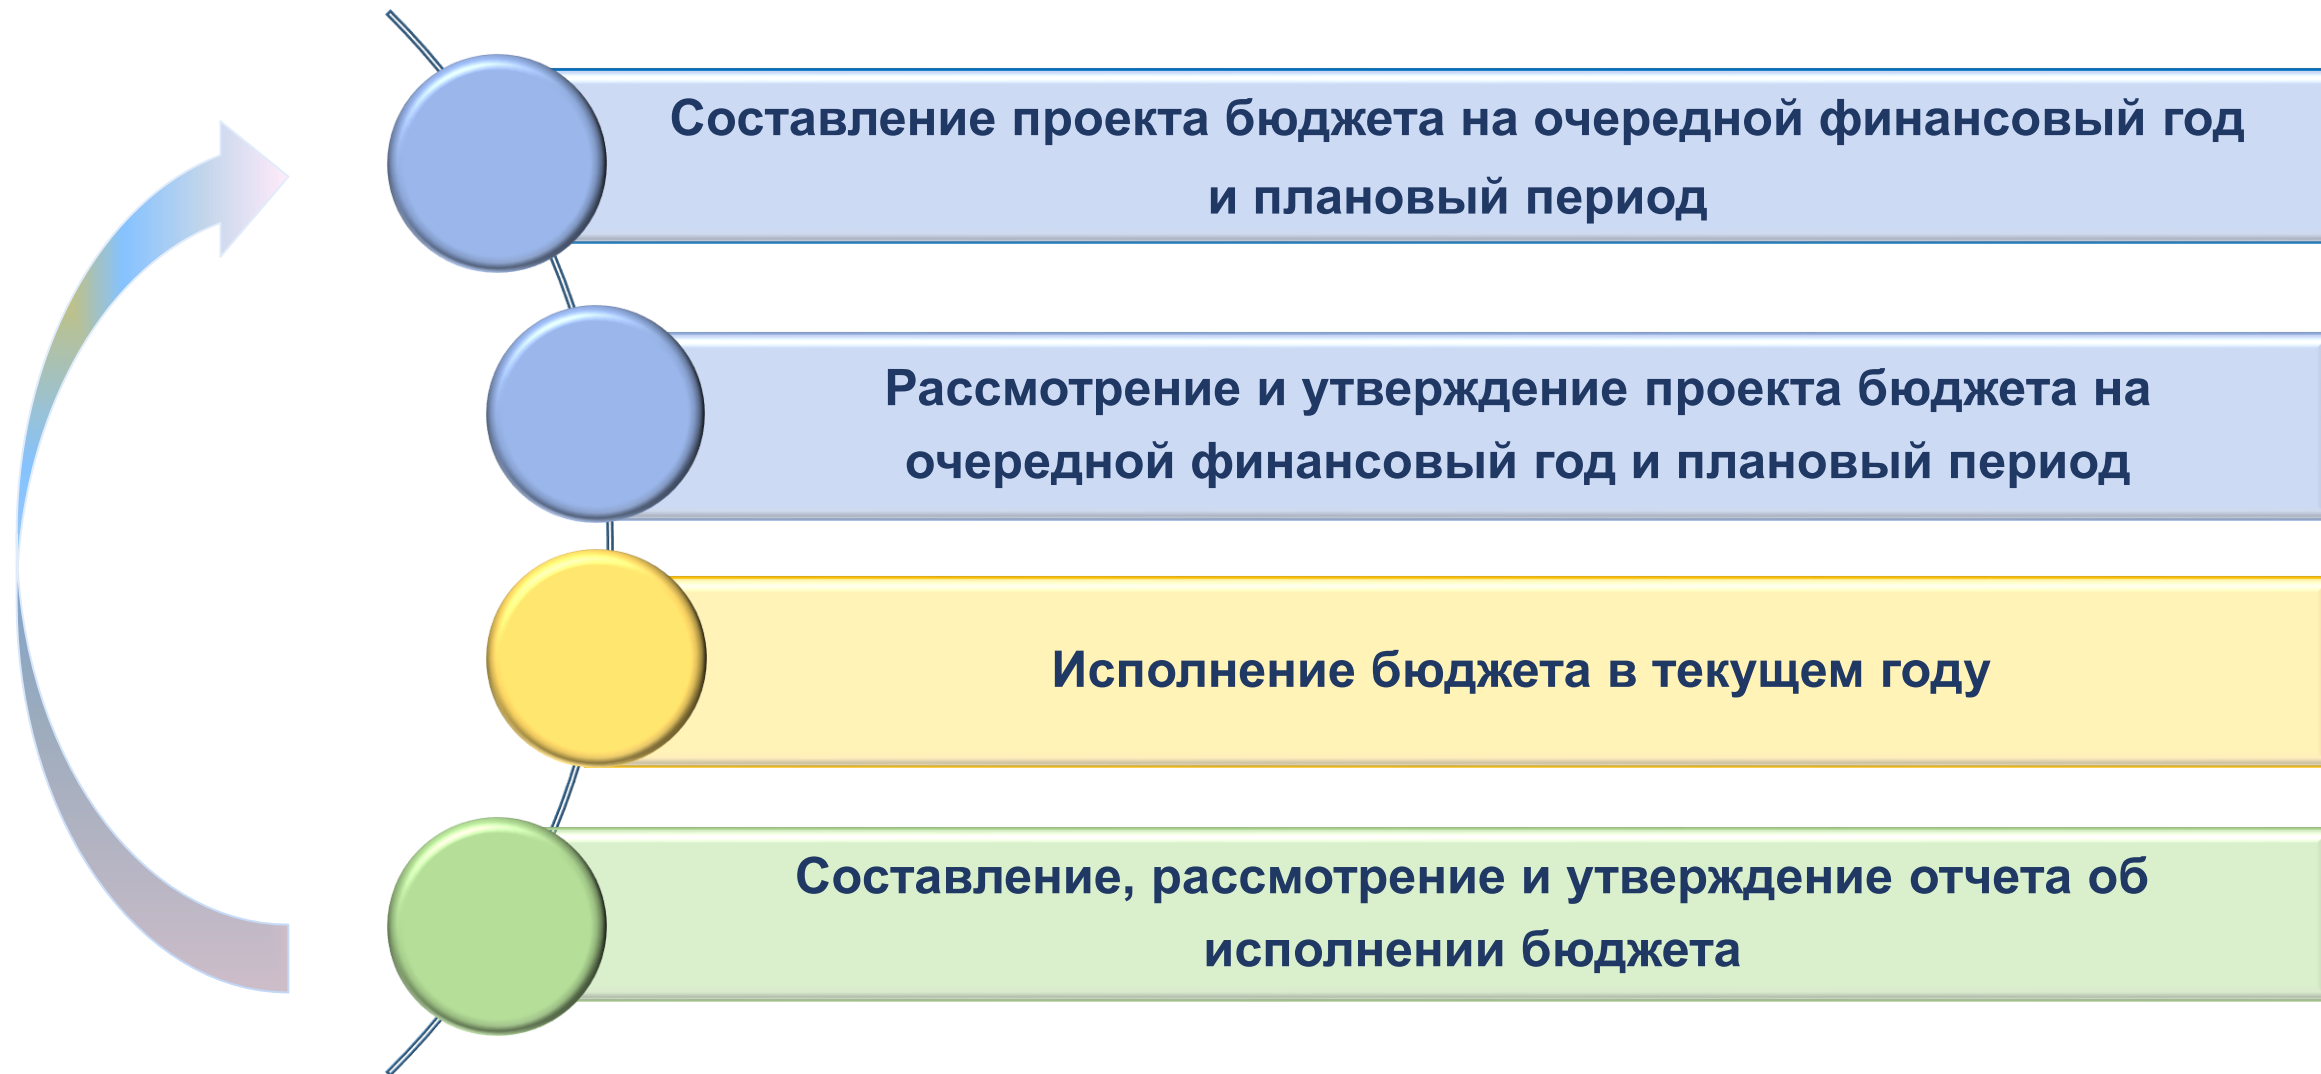 Составление проекта бюджета на очередной финансовый год
и плановый период
Рассмотрение и утверждение проекта бюджета на
очередной финансовый год и плановый период
Исполнение бюджета в текущем году
Составление, рассмотрение и утверждение отчета об
исполнении бюджета